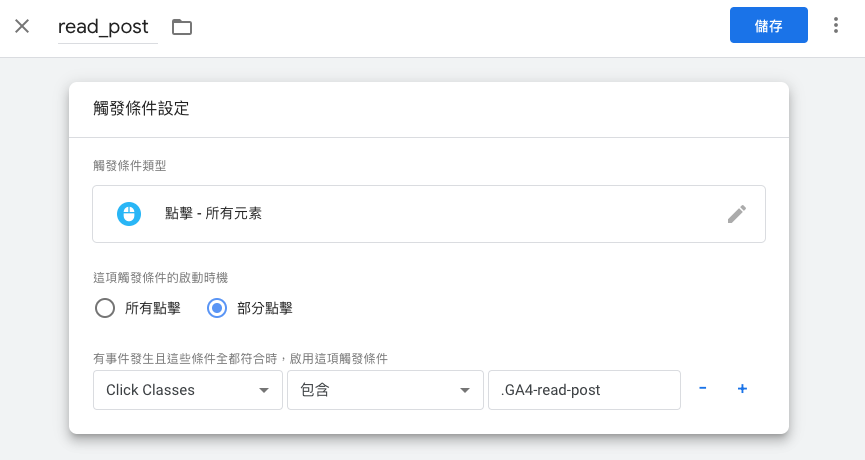 read_post
儲存
觸發條件設定
觸發條件類型
點擊 - 所有元素
這項觸發條件的啟動時機
所有點擊
部分點擊
有事件發生且這些條件全都符合時，啟用這項觸發條件
Click Classes
包含
.GA4-read-post